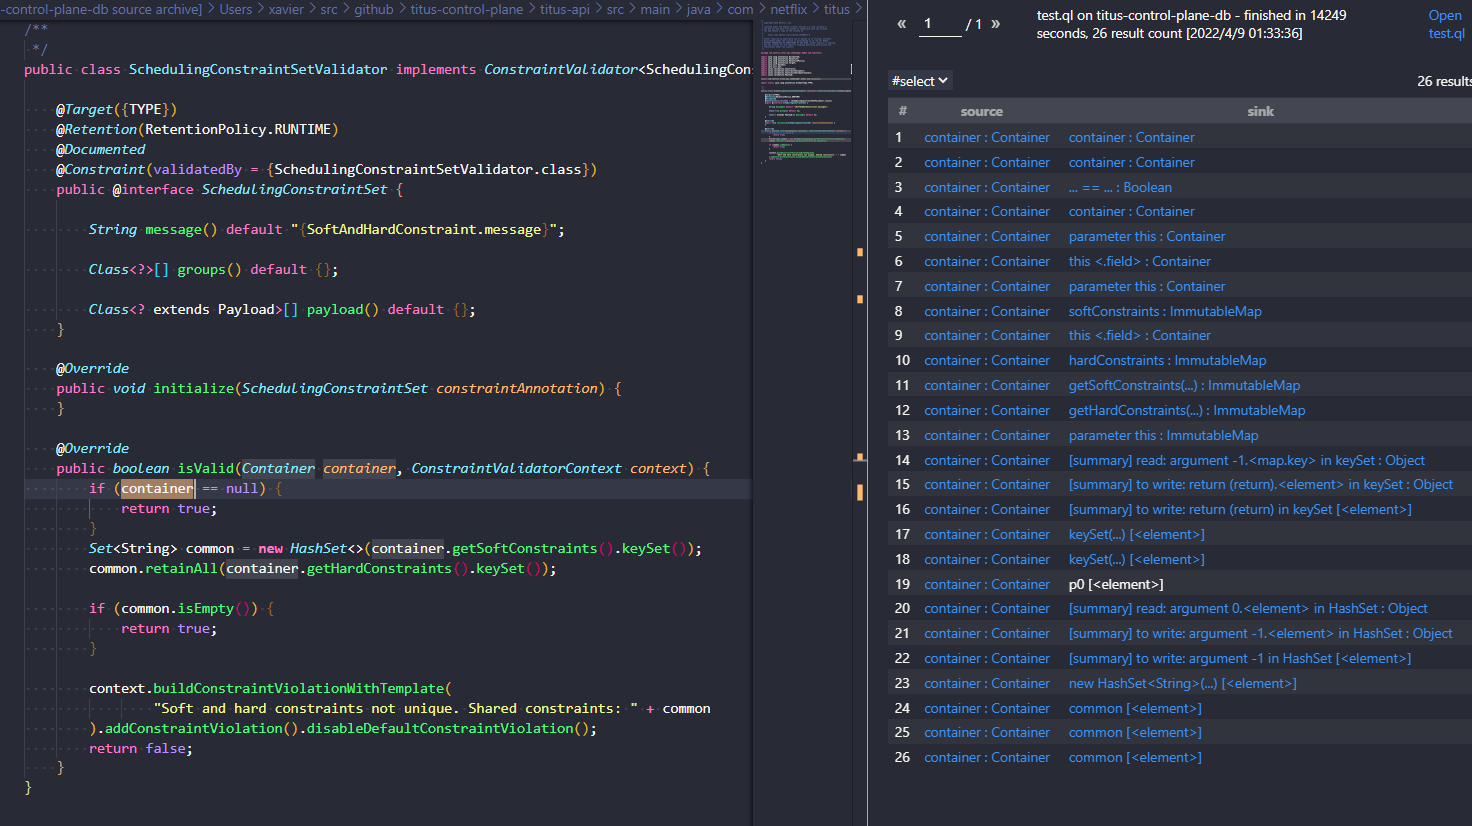 -control-plane-db source archive] > Users > xavier > src > github > titus-control-plane > titus-api > src > main > java > com > netflix > titus >
/**
 */
public class SchedulingConstraintSetValidator implements ConstraintValidator<SchedulingCon
@Target({TYPE})
@Retention(RetentionPolicy.RUNTIME)
@Documented
@Constraint(validatedBy = {SchedulingConstraintSetValidator.class})
public @interface SchedulingConstraintSet {
String message() default "{SoftAndHardConstraint.message}";
Class<?>[] groups() default {};
Class<? extends Payload>[] payload() default {};
}
@Override
public void initialize(SchedulingConstraintSet constraintAnnotation) {
}
@Override
public boolean isValid(Container container, ConstraintValidatorContext context) {
if (container == null) {
return true;
}
Set<String> common = new HashSet<>(container.getSoftConstraints().keySet());
common.retainAll(container.getHardConstraints().keySet());
if (common.isEmpty()) {
return true;
}
context.buildConstraintViolationWithTemplate(
"Soft and hard constraints not unique. Shared constraints: " + common
).addConstraintViolation().disableDefaultConstraintViolation();
return false;
}
}
« 1 / 1 »
test.ql on titus-control-plane-db - finished in 14249 seconds, 26 result count [2022/4/9 01:33:36]
Open test.ql
#select
26 results
# source sink
1 container : Container container : Container
2 container : Container container : Container
3 container : Container ... == ... : Boolean
4 container : Container container : Container
5 container : Container parameter this : Container
6 container : Container this <.field> : Container
7 container : Container parameter this : Container
8 container : Container softConstraints : ImmutableMap
9 container : Container this <.field> : Container
10 container : Container hardConstraints : ImmutableMap
11 container : Container getSoftConstraints(...) : ImmutableMap
12 container : Container getHardConstraints(...) : ImmutableMap
13 container : Container parameter this : ImmutableMap
14 container : Container [summary] read: argument -1.<map.key> in keySet : Object
15 container : Container [summary] to write: return (return).<element> in keySet : Object
16 container : Container [summary] to write: return (return) in keySet [<element>]
17 container : Container keySet(...) [<element>]
18 container : Container keySet(...) [<element>]
19 container : Container p0 [<element>]
20 container : Container [summary] read: argument 0.<element> in HashSet : Object
21 container : Container [summary] to write: argument -1.<element> in HashSet : Object
22 container : Container [summary] to write: argument -1 in HashSet [<element>]
23 container : Container new HashSet<String>(...) [<element>]
24 container : Container common [<element>]
25 container : Container common [<element>]
26 container : Container common [<element>]